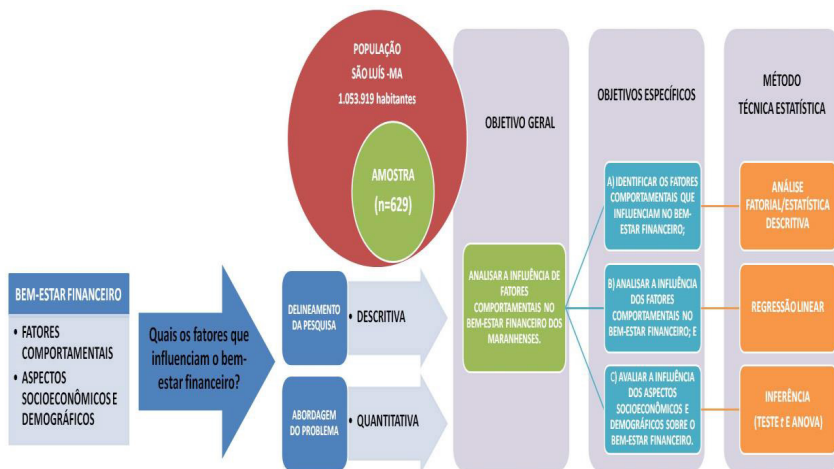 BEM-ESTAR FINANCEIRO
• FATORES
COMPORTAMENTAIS
• ASPECTOS
SOCIOECONÔMICOS E
DEMOGRÁFICOS
Quais os fatores que
influenciam o bem-
estar financeiro?
POPULAÇÃO
SÃO LUÍS -MA
1.053.919 habitantes
AMOSTRA
(n=629)
DELINEAMENTO
DA PESQUISA
• DESCRITIVA
ABORDAGEM
DO PROBLEMA
• QUANTITATIVA
OBJETIVO GERAL
ANALISAR A INFLUÊNCIA DE
FATORES
COMPORTAMENTAIS NO
BEM-ESTAR FINANCEIRO DOS
MARANHENSES.
OBJETIVOS ESPECÍFICOS
A) IDENTIFICAR OS FATORES
COMPORTAMENTAIS QUE
INFLUENCIAM NO BEM-
ESTAR FINANCEIRO;
B) ANALISAR A INFLUÊNCIA
DOS FATORES
COMPORTAMENTAIS NO
BEM-ESTAR FINANCEIRO; E
C) AVALIAR A INFLUÊNCIA
DOS ASPECTOS
SOCIOECONÔMICOS E
DEMOGRÁFICOS SOBRE O
BEM-ESTAR FINANCEIRO.
MÉTODO
TÉCNICA ESTATÍSTICA
ANÁLISE
FATORIAL/ESTATÍSTICA
DESCRITIVA
REGRESSÃO LINEAR
INFERÊNCIA
(TESTE t E ANOVA)